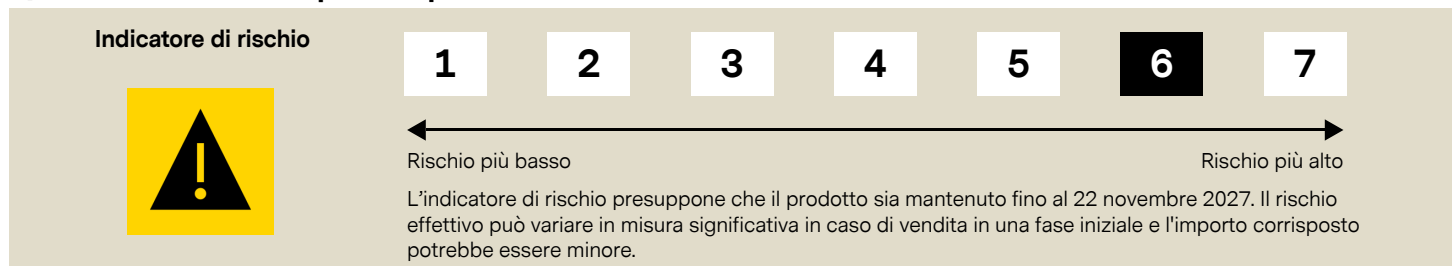 Indicatore di rischio
1 2 3 4 5 6 7
Rischio più basso Rischio più alto
L'indicatore di rischio presuppone che il prodotto sia mantenuto fino al 22 novembre 2027. Il rischio
effettivo può variare in misura significativa in caso di vendita in una fase iniziale e l'importo corrisposto
potrebbe essere minore.